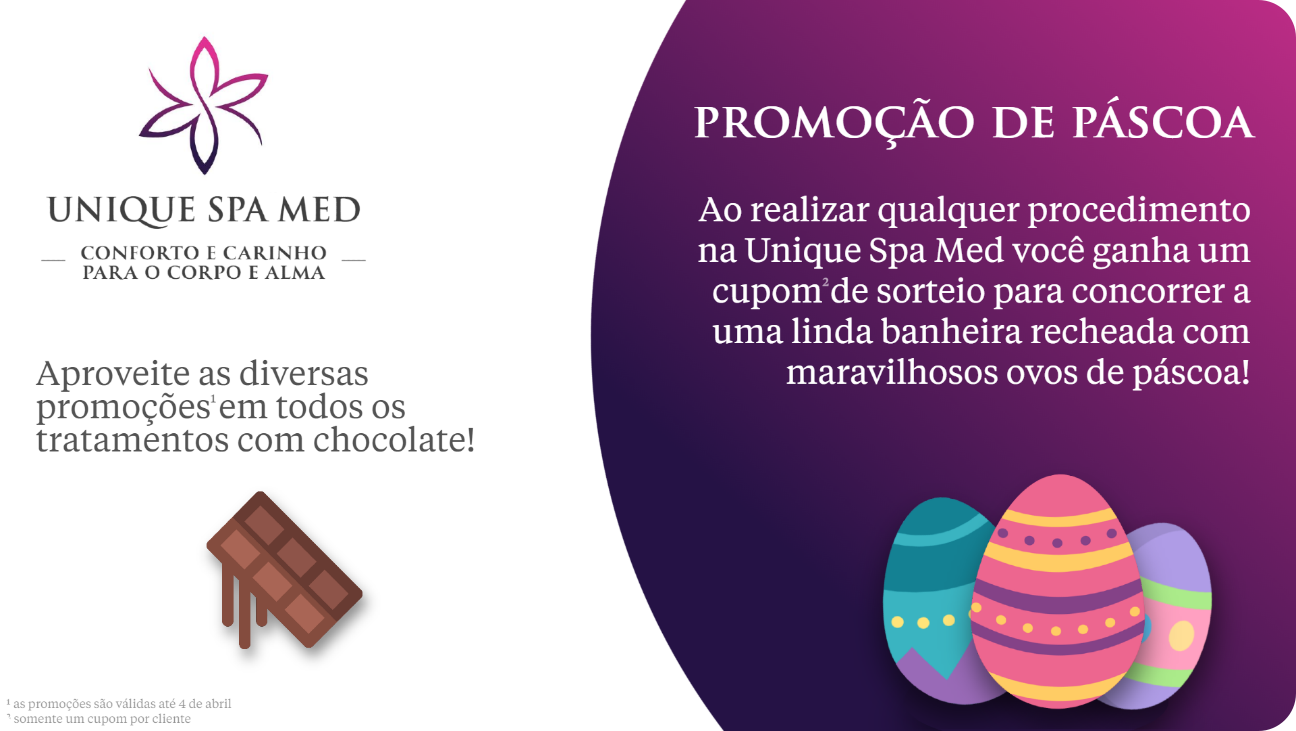 UNIQUE SPA MED
CONFORTO E CARINHO
PARA O CORPO E ALMA
Aproveite as diversas
promoções¹ em todos os
tratamentos com chocolate!
PROMOÇÃO DE PÁSCOA
Ao realizar qualquer procedimento
na Unique Spa Med você ganha um
cupom² de sorteio para concorrer a
uma linda banheira recheada com
maravilhosos ovos de páscoa!
¹ as promoções são válidas até 4 de abril
² somente um cupom por cliente